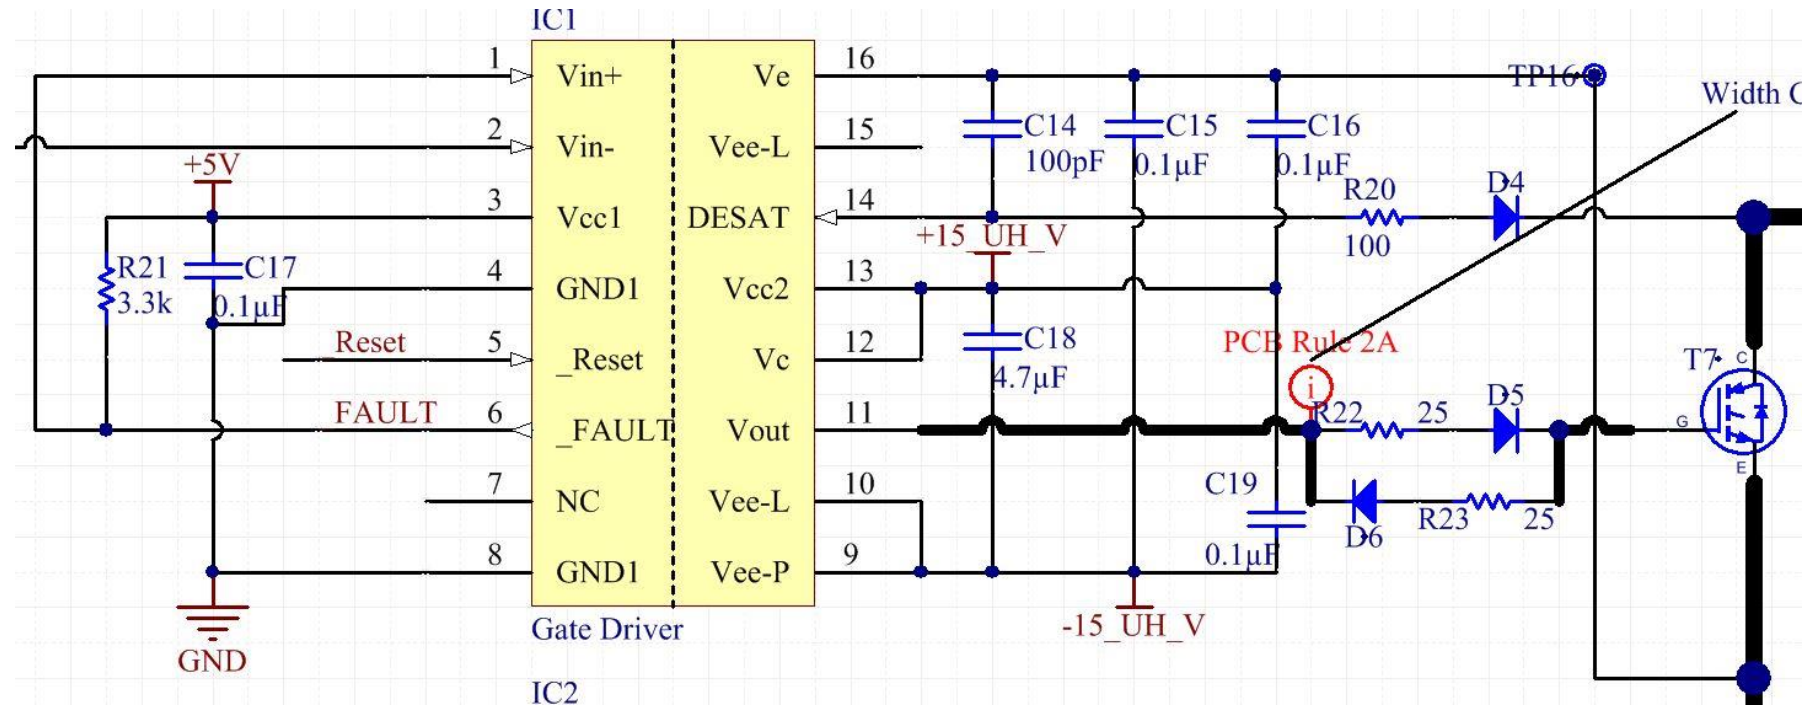 IC1
1
Vin+
Ve
16
TP16
Width C
2
Vin-
Vee-L
15
C14
100pF
C15
0.1µF
C16
0.1µF
+5V
3
Vcc1
DESAT
14
R20
100
D4
+15_UH_V
R21
3.3k
C17
0.1µF
4
GND1
Vcc2
13
_Reset
5
_Reset
Vc
12
C18
4.7µF
PCB Rule 2A
i
T7
C
G
E
_FAULT
6
_FAULT
Vout
11
R22
25
D5
7
NC
Vee-L
10
C19
0.1µF
D6
R23
25
8
GND1
Vee-P
9
GND
Gate Driver
-15_UH_V
IC2